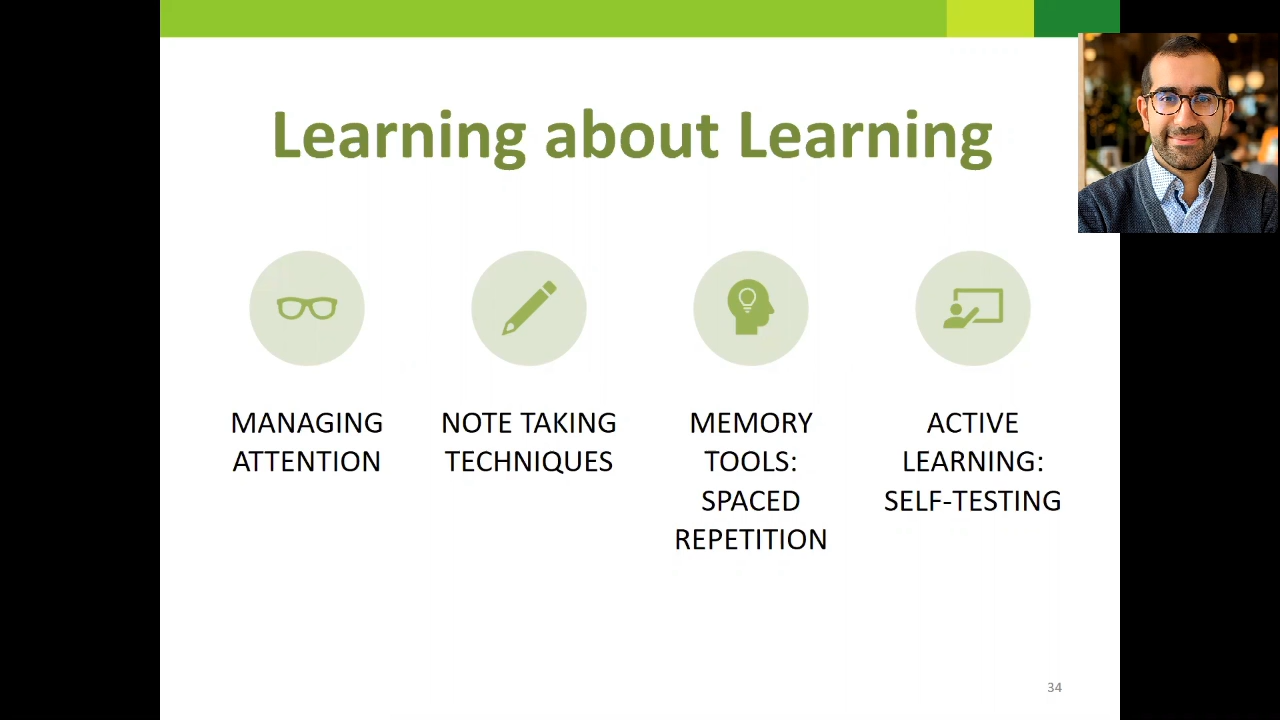 Learning about Learning
MANAGING
ATTENTION
NOTE TAKING
TECHNIQUES
MEMORY
TOOLS:
SPACED
REPETITION
ACTIVE
LEARNING:
SELF-TESTING
34